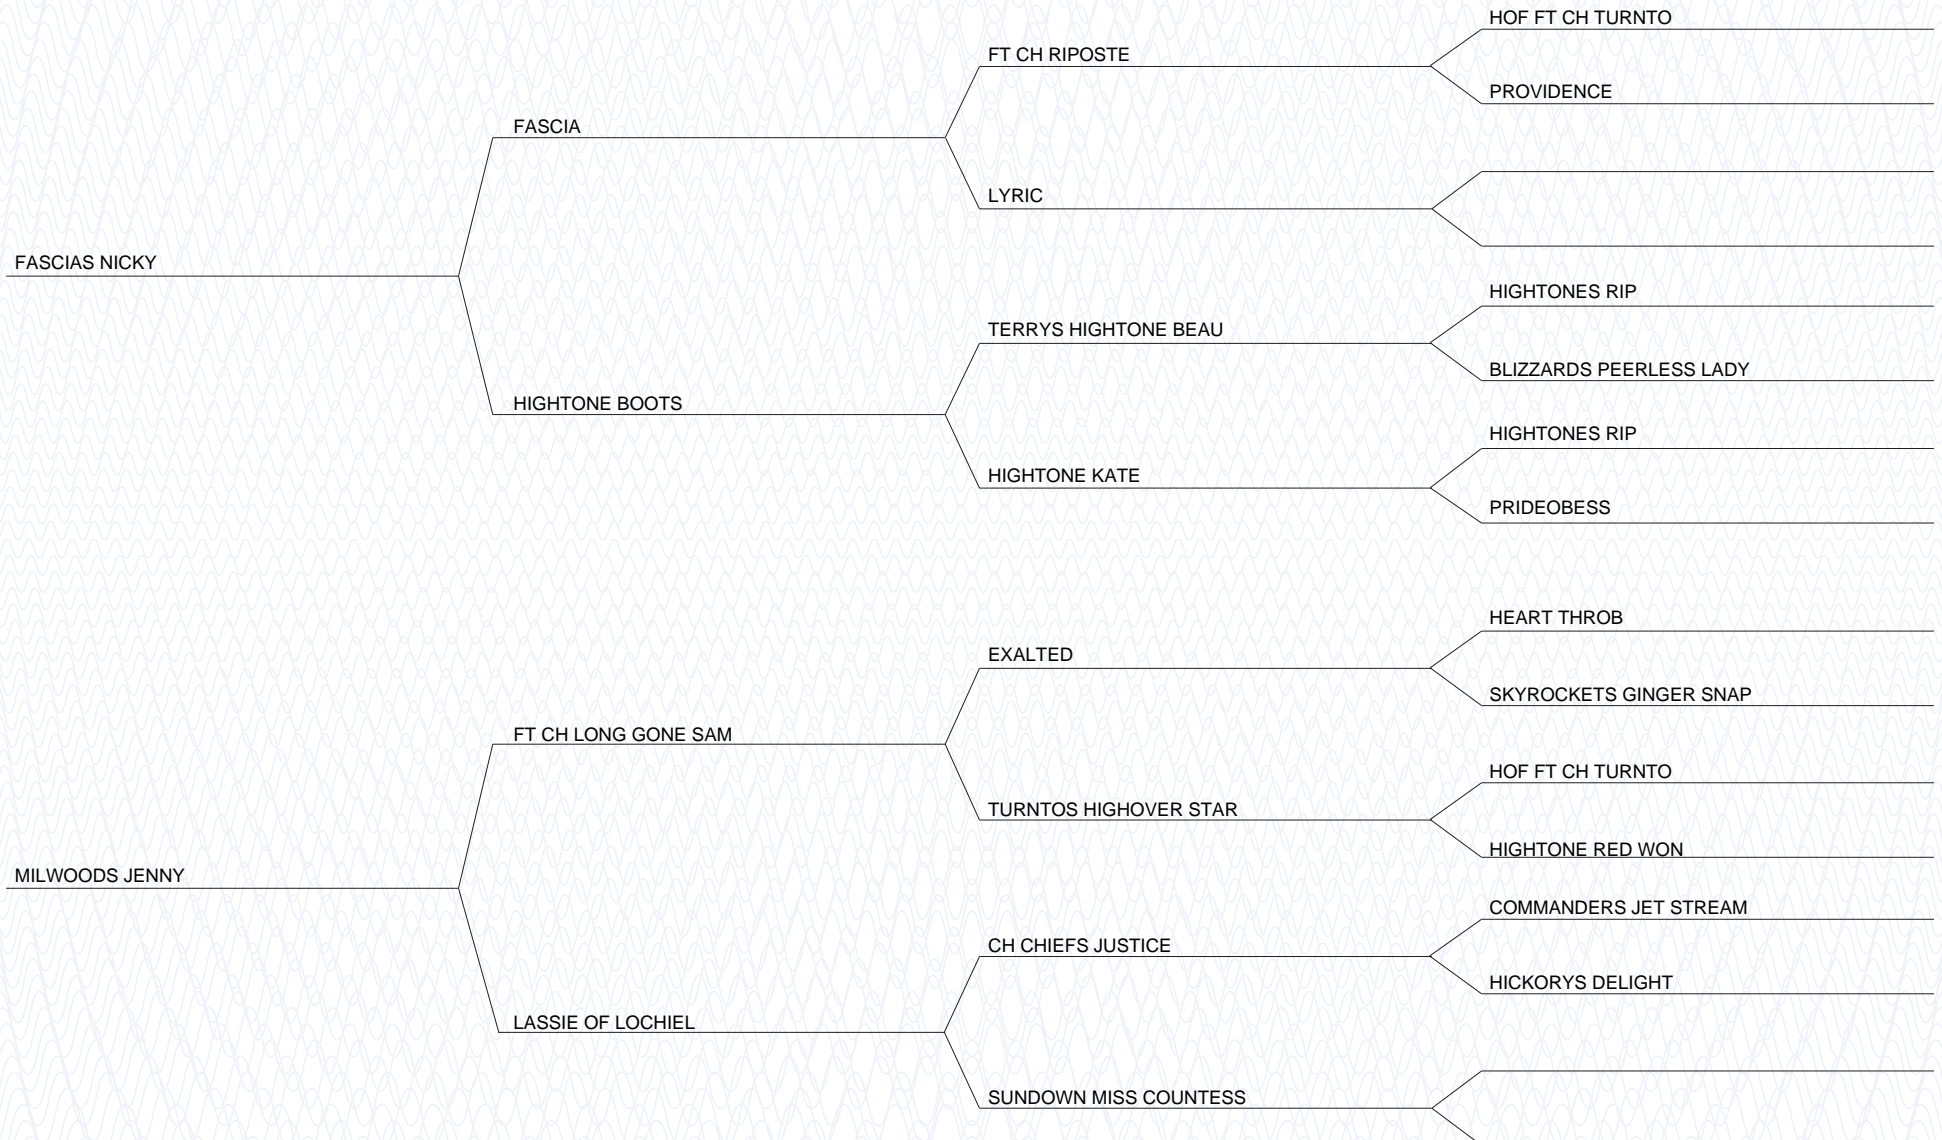 HOF FT CH TURNTO
FT CH RIPOSTE
PROVIDENCE
FASCIA
LYRIC
FASCIAS NICKY
HIGHTONES RIP
TERRYS HIGHTONE BEAU
BLIZZARDS PEERLESS LADY
HIGHTONE BOOTS
HIGHTONES RIP
HIGHTONE KATE
PRIDEOBESS
HEART THROB
EXALTED
SKYROCKETS GINGER SNAP
FT CH LONG GONE SAM
HOF FT CH TURNTO
TURNTOS HIGHOVER STAR
HIGHTONE RED WON
MILWOODS JENNY
COMMANDERS JET STREAM
CH CHIEFS JUSTICE
HICKORYS DELIGHT
LASSIE OF LOCHIEL
SUNDOWN MISS COUNTESS